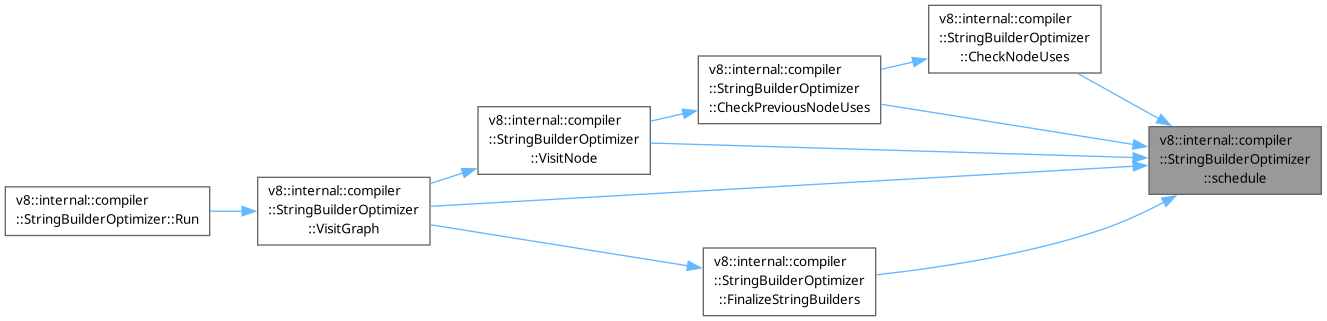 v8::internal::compiler
::StringBuilderOptimizer::Run
v8::internal::compiler
::StringBuilderOptimizer
::VisitGraph
v8::internal::compiler
::StringBuilderOptimizer
::VisitNode
v8::internal::compiler
::StringBuilderOptimizer
::CheckPreviousNodeUses
v8::internal::compiler
::StringBuilderOptimizer
::FinalizeStringBuilders
v8::internal::compiler
::StringBuilderOptimizer
::CheckNodeUses
v8::internal::compiler
::StringBuilderOptimizer
::schedule